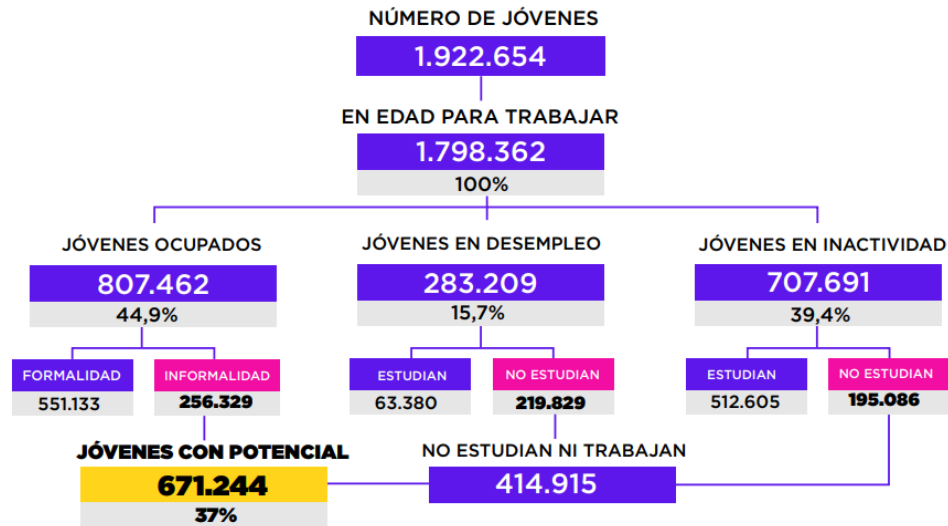 NÚMERO DE JÓVENES
1.922.654
EN EDAD PARA TRABAJAR
1.798.362
100%
JÓVENES OCUPADOS
807.462
44,9%
FORMALIDAD
551.133
INFORMALIDAD
256.329
JÓVENES EN DESEMPLEO
283.209
15,7%
ESTUDIAN
63.380
NO ESTUDIAN
219.829
JÓVENES EN INACTIVIDAD
707.691
39,4%
ESTUDIAN
512.605
NO ESTUDIAN
195.086
JÓVENES CON POTENCIAL
671.244
37%
NO ESTUDIAN NI TRABAJAN
414.915